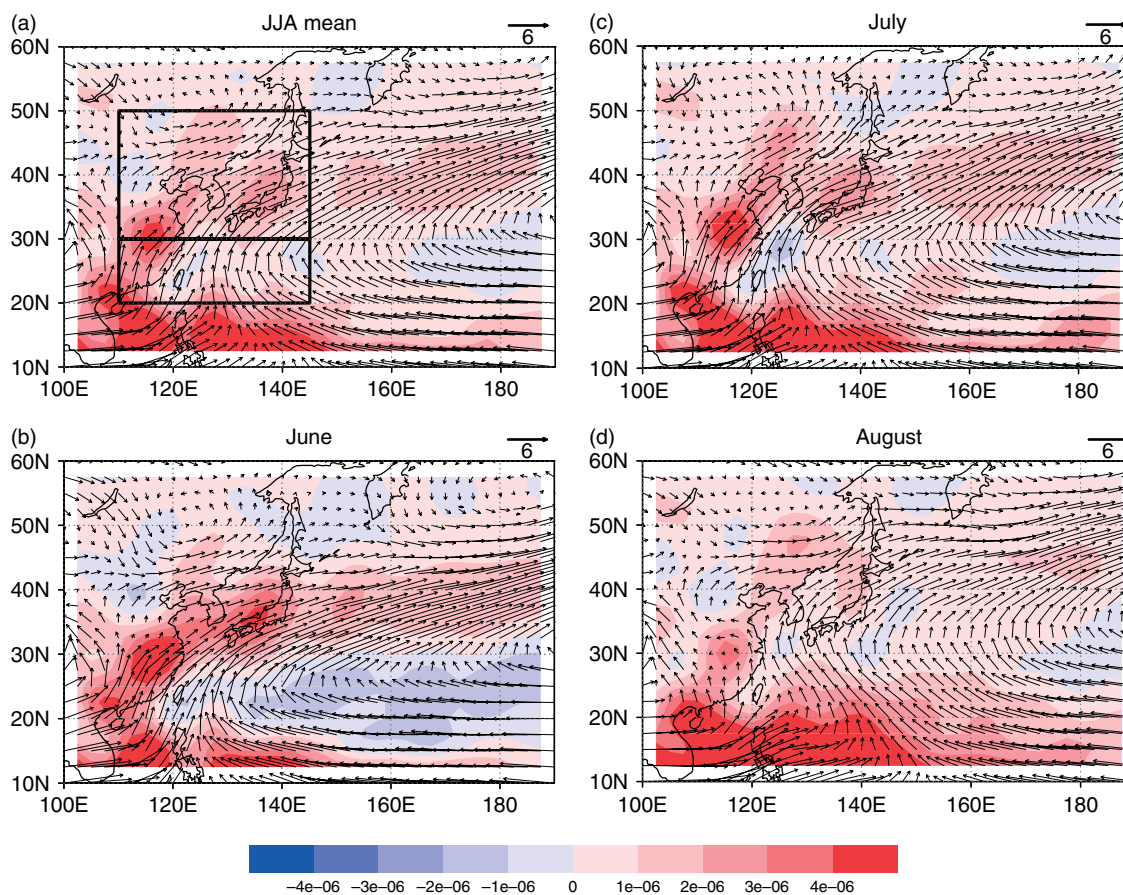 (a) JJA mean 6
60N
50N
40N
30N
20N
10N
100E 120E 140E 160E 180
(c) July 6
60N
50N
40N
30N
20N
10N
100E 120E 140E 160E 180
(b) June 6
60N
50N
40N
30N
20N
10N
100E 120E 140E 160E 180
(d) August 6
60N
50N
40N
30N
20N
10N
100E 120E 140E 160E 180
−4e−06 −3e−06 −2e−06 −1e−06 0 1e−06 2e−06 3e−06 4e−06